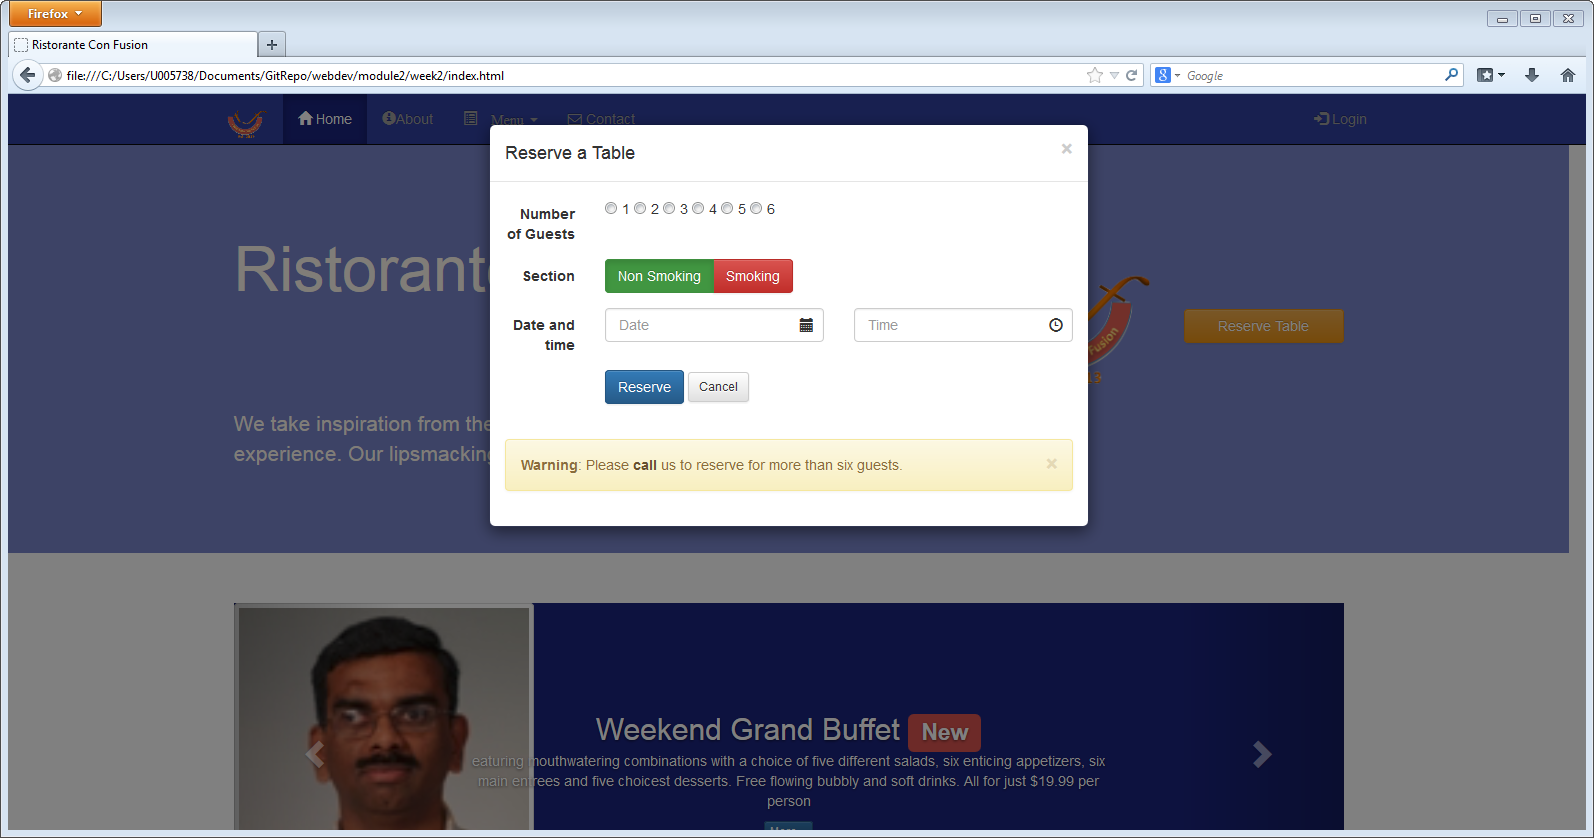 Firefox
Ristorante Con Fusion
file:///C:/Users/U005738/Documents/GitRepo/webdev/module2/week2/index.html
Google
Home About Menu Contact Login
Reserve a Table ×
Number of Guests
1 2 3 4 5 6
Section
Non Smoking Smoking
Date and time
Date
Time
Reserve Cancel
Warning: Please call us to reserve for more than six guests. ×
Reserve Table
We take inspiration from the
experience. Our lipsmacking
Weekend Grand Buffet New
eaturing mouthwatering combinations with a choice of five different salads, six enticing appetizers, six
main entrees and five choicest desserts. Free flowing bubbly and soft drinks. All for just $19.99 per
person